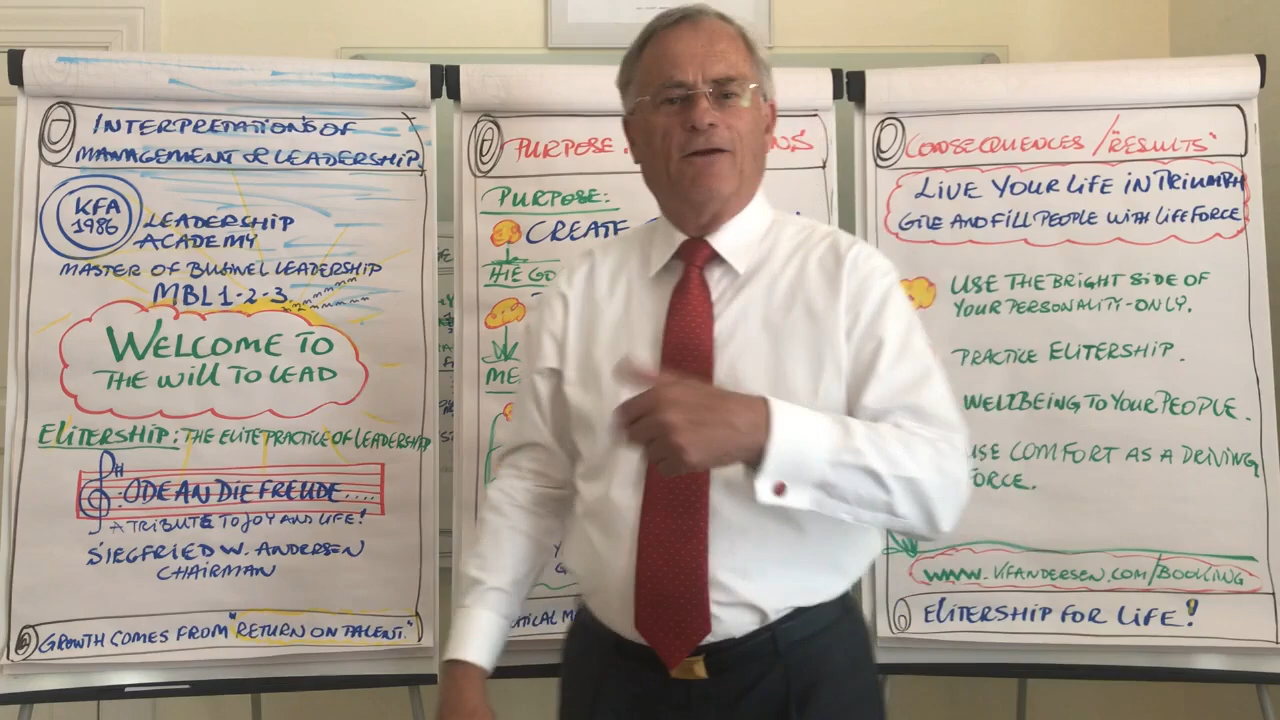 INTERPRETATIONS OF
MANAGEMENT & LEADERSHIP
KFA
1986
LEADERSHIP
ACADEMY
MASTER OF BUSINEL LEADERSHIP
MBL 1-2-3
WELCOME TO
THE WILL TO LEAD
ELITERSHIP: THE ELITE PRACTICE OF LEADERSHIP
ODE AN DIE FREUDE....
A TRIBUTE TO JOY AND LIFE!
SIEGFRIED W. ANDERSEN
CHAIRMAN
GROWTH COMES FROM "RETURN ON TALENT."
PURPOSE
PURPOSE:
CREATE
THE GO
ME
CONSEQUENCES / "RESULTS"
LIVE YOUR LIFE IN TRIUMPH
GIVE AND FILL PEOPLE WITH LIFE FORCE
USE THE BRIGHT SIDE OF
YOUR PERSONALITY-ONLY.
PRACTICE ELITERSHIP.
WELLBEING TO YOUR PEOPLE.
USE COMFORT AS A DRIVING
FORCE.
WWW.KFANDERSEN.COM/BOOKING
ELITERSHIP FOR LIFE!